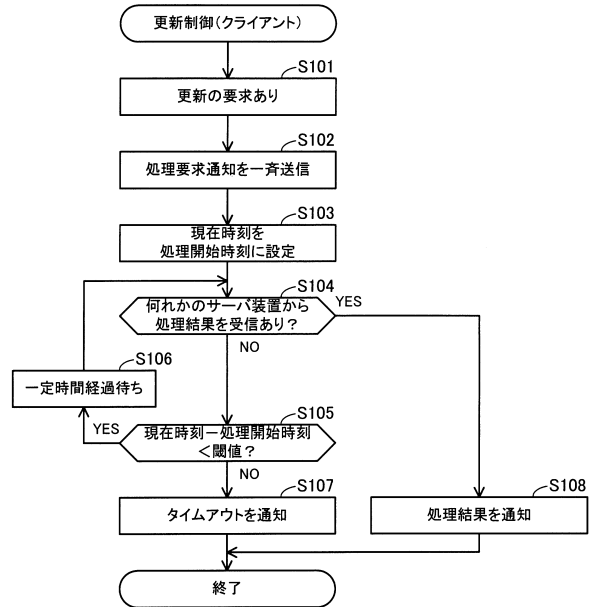 更新制御(クライアント)
S101
更新の要求あり
S102
処理要求通知を一斉送信
S103
現在時刻を
処理開始時刻に設定
S104
何れかのサーバ装置から
処理結果を受信あり？
YES
NO
S106
一定時間経過待ち
S105
現在時刻－処理開始時刻
＜閾値？
YES
NO
S107
タイムアウトを通知
S108
処理結果を通知
終了